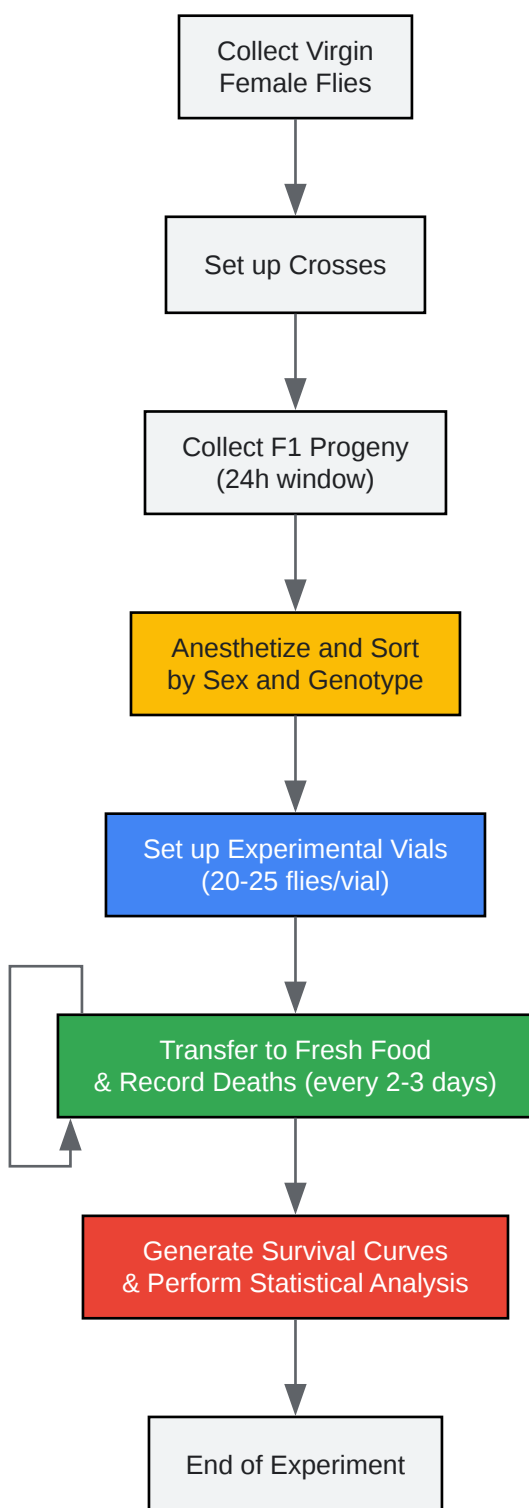 Collect Virgin
Female Flies
Set up Crosses
Collect F1 Progeny
(24h window)
Anesthetize and Sort
by Sex and Genotype
Set up Experimental Vials
(20-25 flies/vial)
Transfer to Fresh Food
& Record Deaths (every 2-3 days)
Generate Survival Curves
& Perform Statistical Analysis
End of Experiment